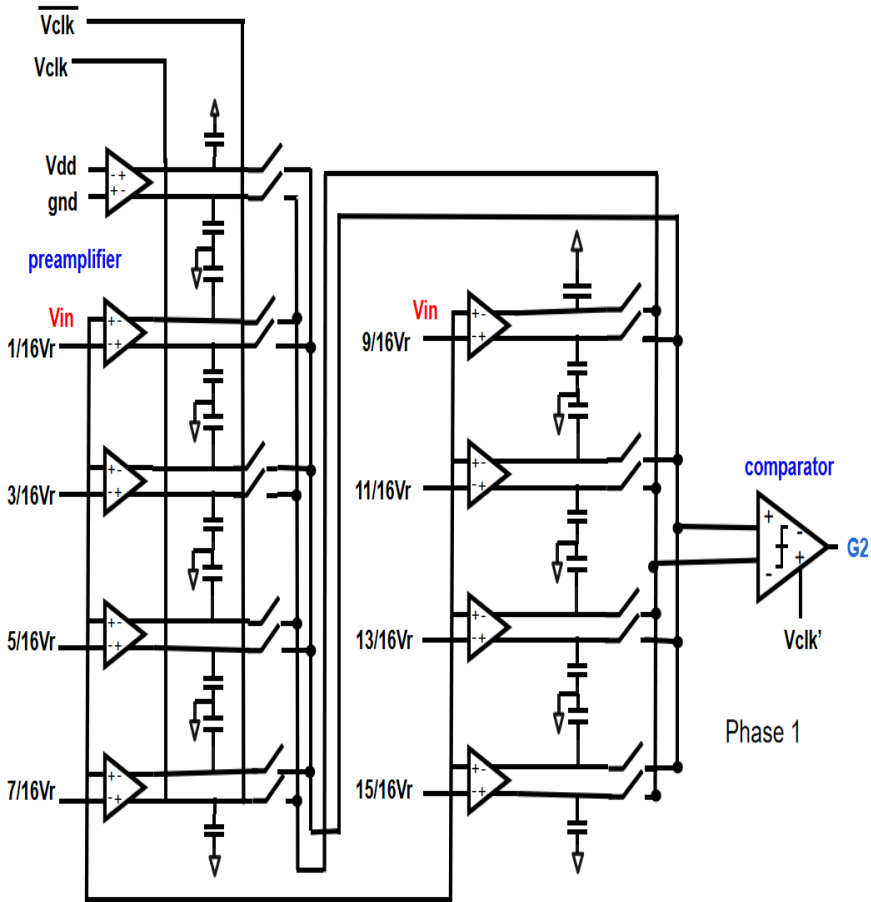 Vclk
Vclk
Vdd
gnd
- +
+ -
preamplifier
Vin
1/16Vr
+ -
- +
3/16Vr
+ -
- +
5/16Vr
+ -
- +
7/16Vr
+ -
- +
Vin
9/16Vr
+ -
- +
11/16Vr
+ -
- +
13/16Vr
+ -
- +
15/16Vr
+ -
- +
comparator
+ -
- +
G2
Vclk'
Phase 1